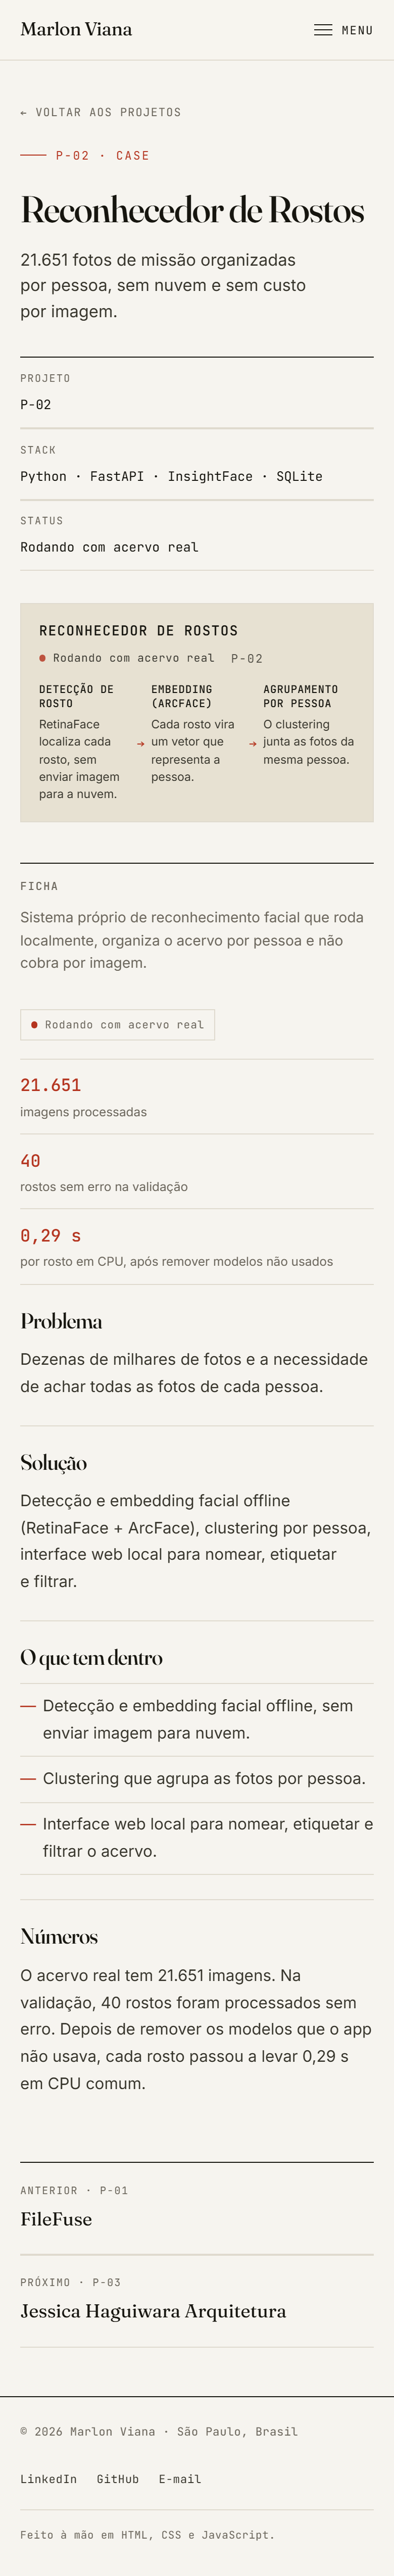 Marlon Viana
MENU
← VOLTAR AOS PROJETOS
P-02 · CASE
Reconhecedor de Rostos
21.651 fotos de missão organizadas
por pessoa, sem nuvem e sem custo
por imagem.
PROJETO
P-02
STACK
Python · FastAPI · InsightFace · SQLite
STATUS
Rodando com acervo real
RECONHECEDOR DE ROSTOS
Rodando com acervo real P-02
DETECÇÃO DE
ROSTO
RetinaFace
localiza cada
rosto, sem
enviar imagem
para a nuvem.
→
EMBEDDING
(ARCFACE)
Cada rosto vira
um vetor que
representa a
pessoa.
→
AGRUPAMENTO
POR PESSOA
O clustering
junta as fotos da
mesma pessoa.
FICHA
Sistema próprio de reconhecimento facial que roda
localmente, organiza o acervo por pessoa e não
cobra por imagem.
Rodando com acervo real
21.651
imagens processadas
40
rostos sem erro na validação
0,29 s
por rosto em CPU, após remover modelos não usados
Problema
Dezenas de milhares de fotos e a necessidade
de achar todas as fotos de cada pessoa.
Solução
Detecção e embedding facial offline
(RetinaFace + ArcFace), clustering por pessoa,
interface web local para nomear, etiquetar
e filtrar.
O que tem dentro
— Detecção e embedding facial offline, sem
enviar imagem para nuvem.
— Clustering que agrupa as fotos por pessoa.
— Interface web local para nomear, etiquetar e
filtrar o acervo.
Números
O acervo real tem 21.651 imagens. Na
validação, 40 rostos foram processados sem
erro. Depois de remover os modelos que o app
não usava, cada rosto passou a levar 0,29 s
em CPU comum.
ANTERIOR · P-01
FileFuse
PRÓXIMO · P-03
Jessica Haguiwara Arquitetura
© 2026 Marlon Viana · São Paulo, Brasil
LinkedIn GitHub E-mail
Feito à mão em HTML, CSS e JavaScript.